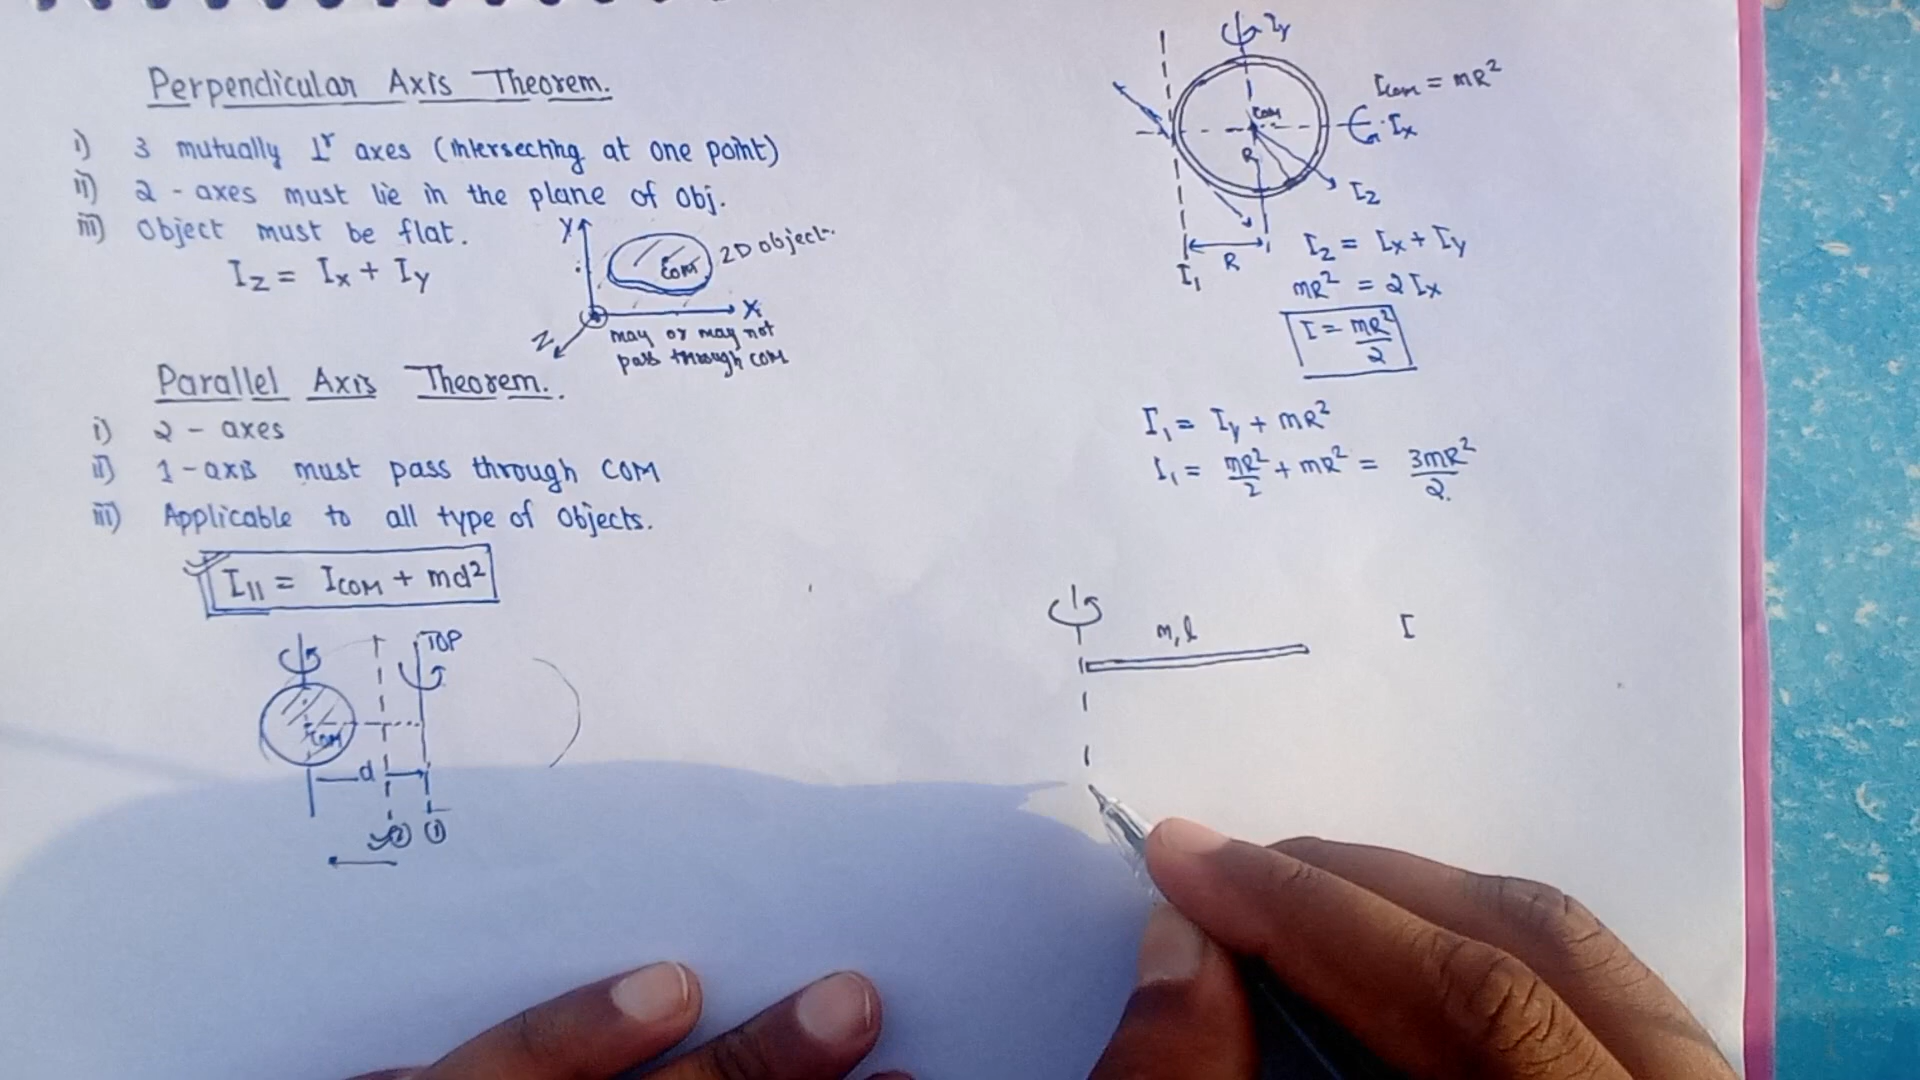 Perpendicular Axis Theorem.
i) 3 mutually ⊥r axes (intersecting at one point)
ii) 2 - axes must lie in the plane of obj.
iii) Object must be flat.
Iz = Ix + Iy
Y
COM
2D object.
X
Z
may or may not
pass through COM
Parallel Axis Theorem.
i) 2 - axes
ii) 1 - axis must pass through COM
iii) Applicable to all type of Objects.
I|| = ICOM + md²
TOP
COM
d
② ①
Iy
Icom = mR²
COM
Ix
R
Iz
R
I₁
Iz = Ix + Iy
mR² = 2 Ix
I = mR²/2
I₁ = Iy + mR²
I₁ = mR²/2 + mR² = 3mR²/2.
m, l
I